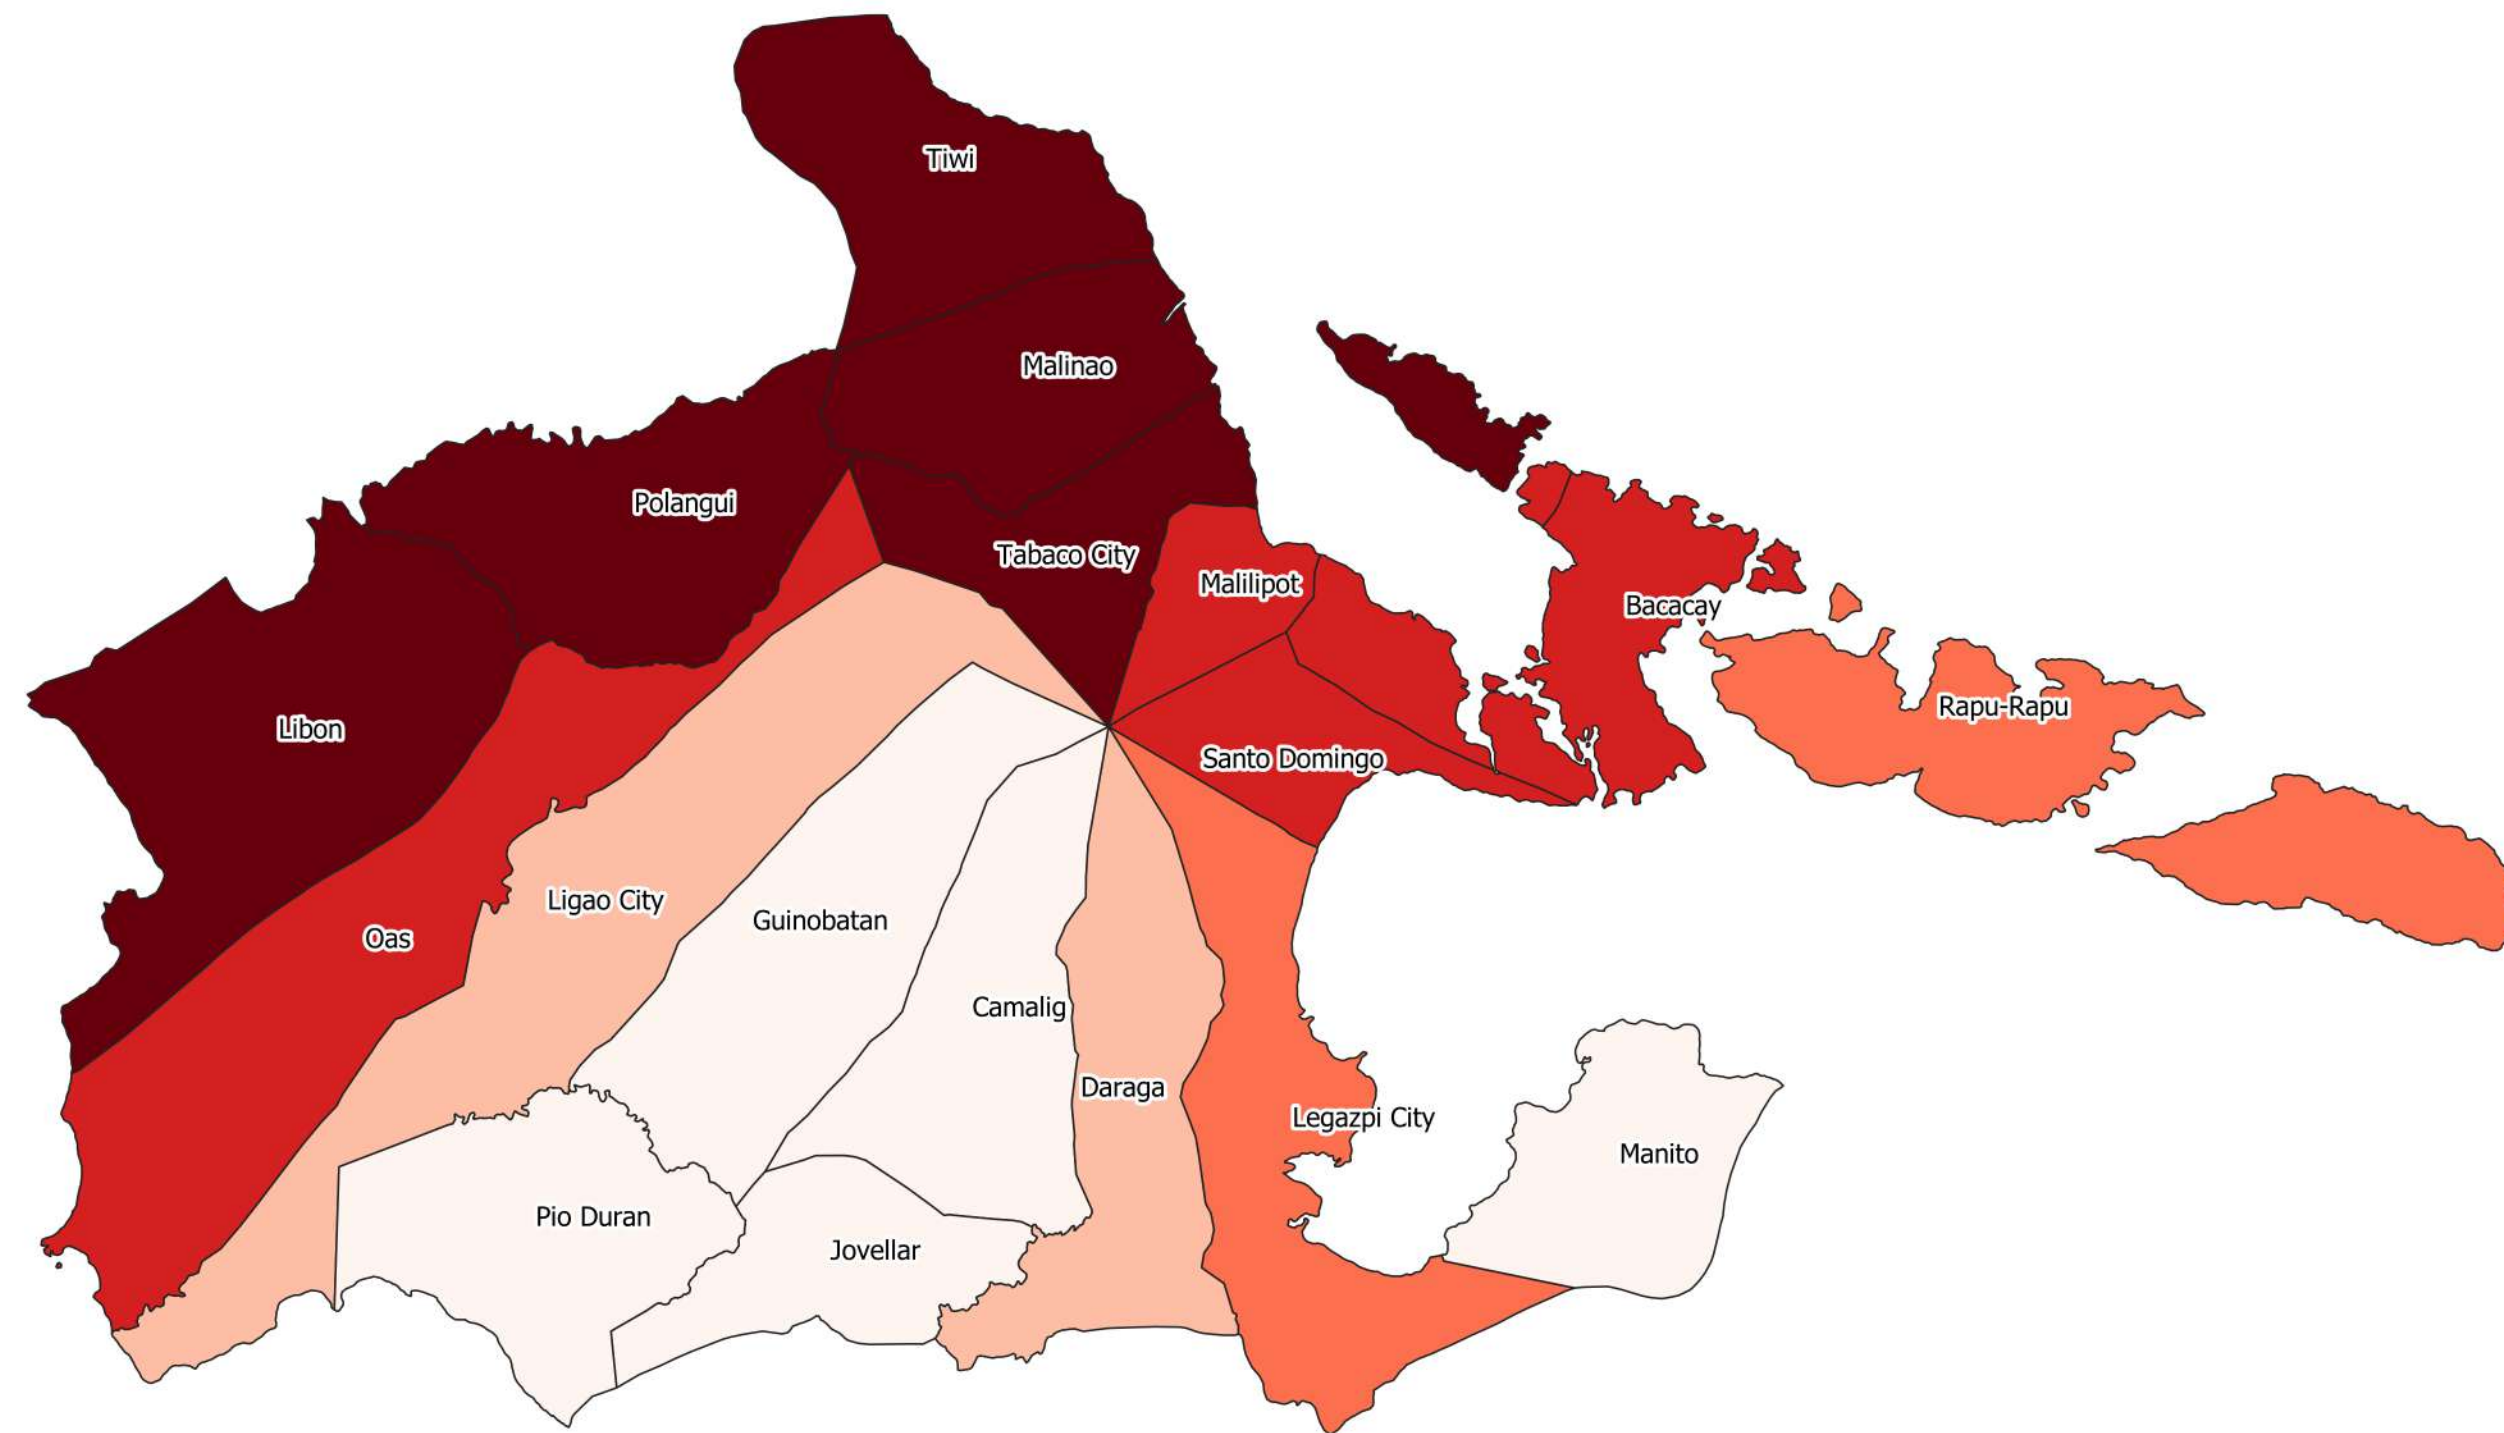 Tiwi
Malinao
Polangui
Tabaco City
Malilipot
Bacacay
Rapu-Rapu
Libon
Santo Domingo
Ligao City
Guinobatan
Oas
Camalig
Daraga
Legazpi City
Manito
Pio Duran
Jovellar